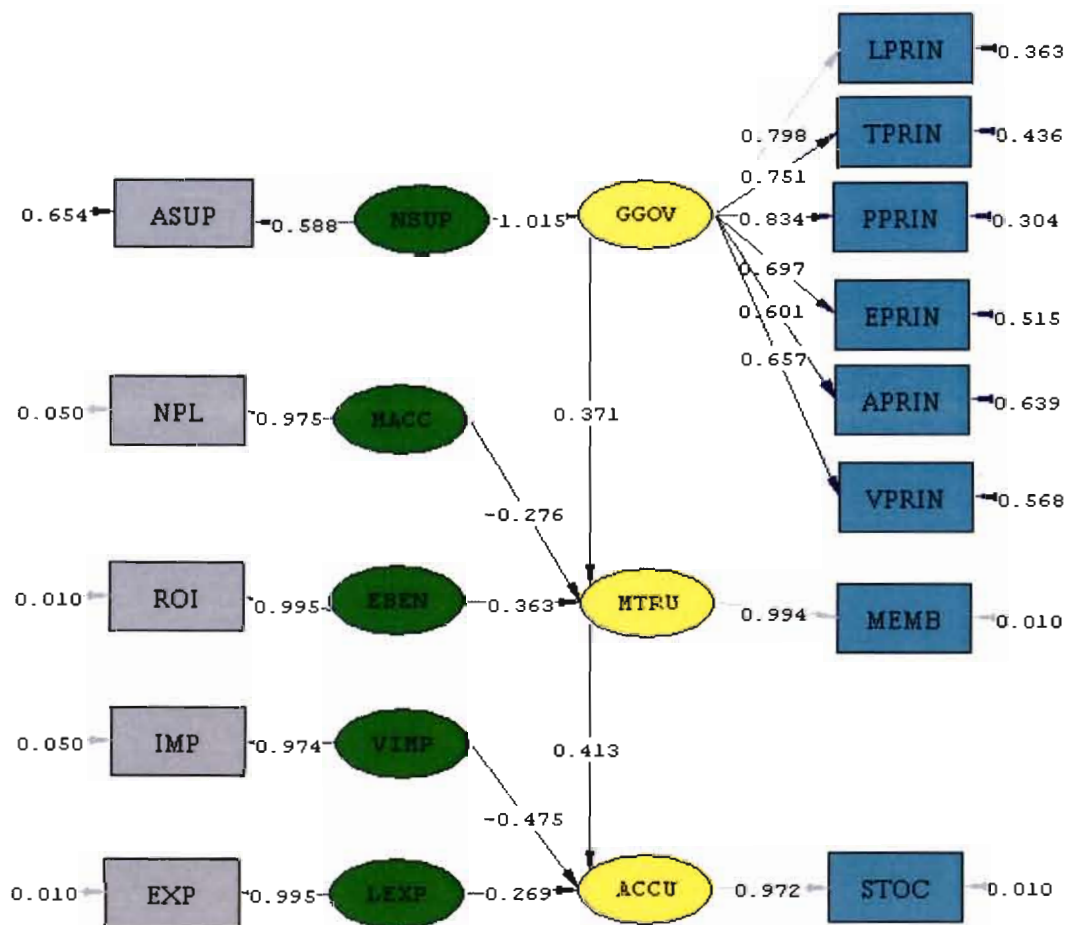 LPRIN
0.363
0.798
TPRIN
0.436
0.751
0.654
ASUP
0.588
NSUP
1.015
GGOV
0.834
PPRIN
0.304
0.697
0.601
EPRIN
0.515
0.657
0.050
NPL
0.975
MACC
0.371
APRIN
0.639
VPRIN
0.568
-0.276
0.010
ROI
0.995
EBEN
0.363
MTRU
0.994
MEMB
0.010
0.050
IMP
0.974
VIMP
0.413
-0.475
0.010
EXP
0.995
LEXP
-0.269
ACCU
0.972
STOC
0.010